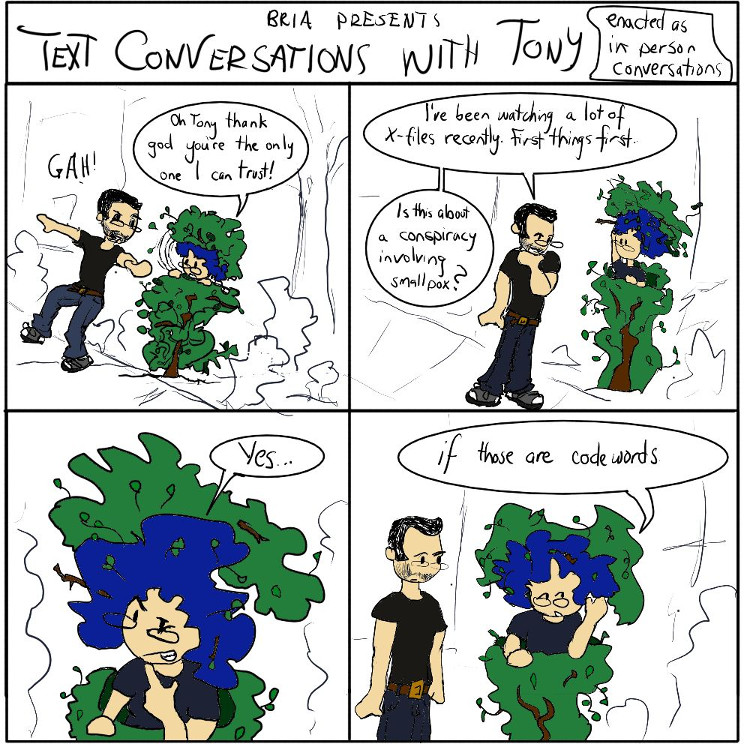 BRIA PRESENTS
TEXT CONVERSATIONS WITH TONY
enacted as
in person
conversations
GAH!
Oh Tony thank
god you're the only
one I can trust!
I've been watching a lot of
X-files recently. First things first.
Is this about
a conspiracy
involving
smallpox?
Yes...
if those are code words.